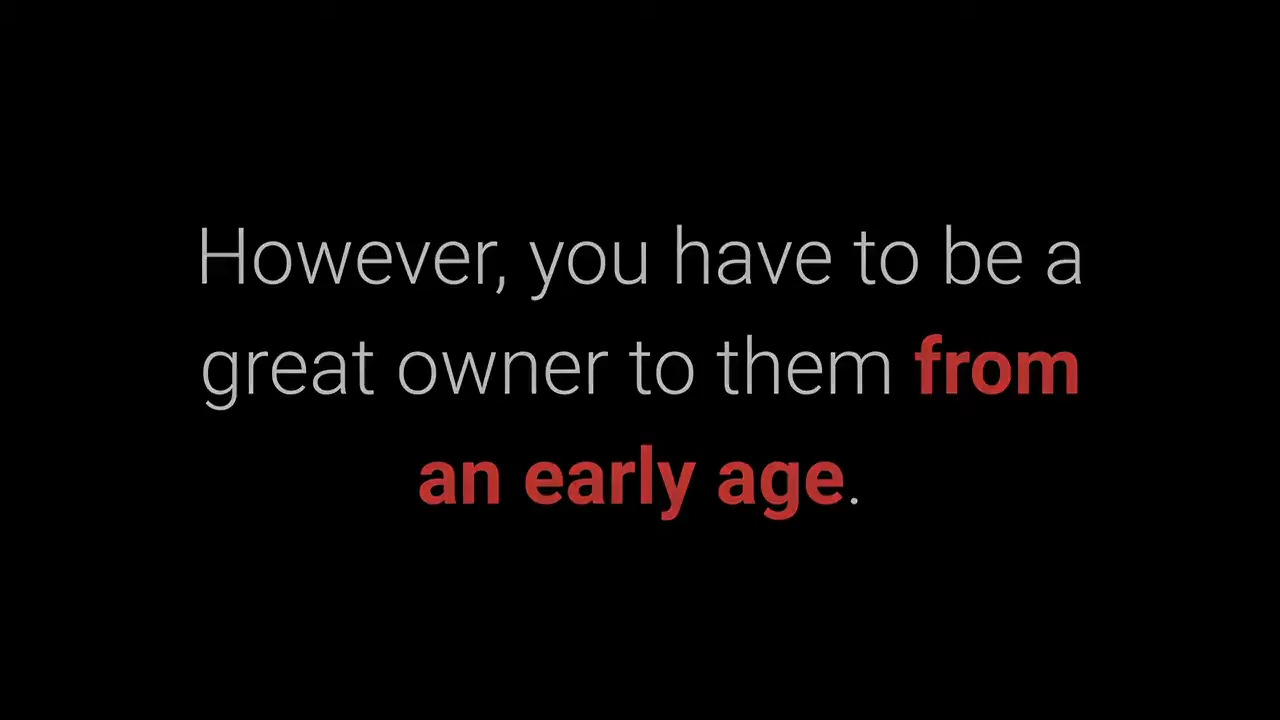 However, you have to be a
great owner to them from
an early age.